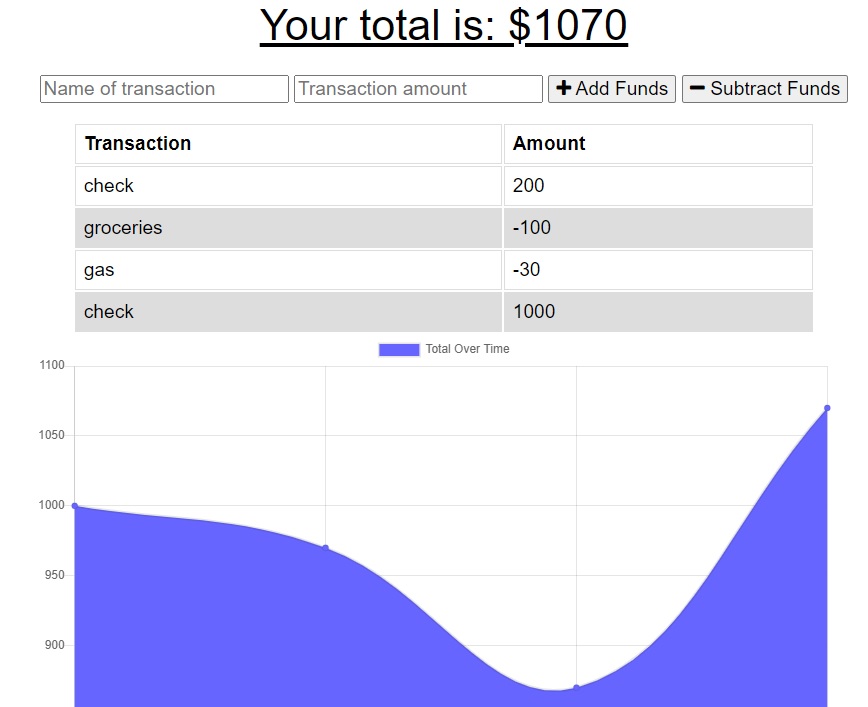 Your total is: $1070
Name of transaction Transaction amount + Add Funds − Subtract Funds
Transaction Amount
check 200
groceries -100
gas -30
check 1000
Total Over Time
1100
1050
1000
950
900